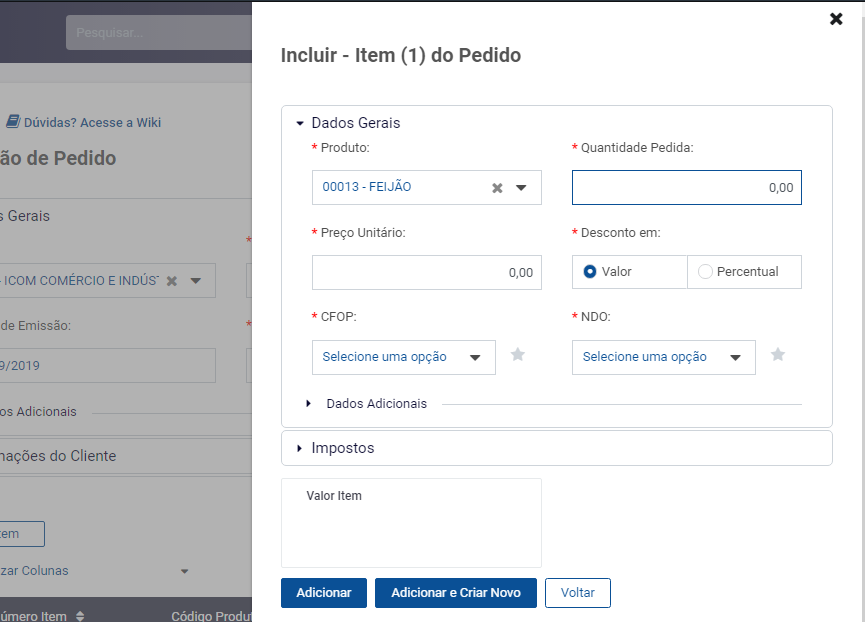 Pesquisar...
Incluir - Item (1) do Pedido
Dúvidas? Acesse a Wiki
ão de Pedido
s Gerais
- ICOM COMÉRCIO E INDÚST
de Emissão:
9/2019
os Adicionais
nações do Cliente
tem
zar Colunas
úmero Item
Código Produt
Dados Gerais
* Produto:
* Quantidade Pedida:
00013 - FEIJÃO
0,00
* Preço Unitário:
* Desconto em:
0,00
Valor
Percentual
* CFOP:
* NDO:
Selecione uma opção
Selecione uma opção
Dados Adicionais
Impostos
Valor Item
Adicionar
Adicionar e Criar Novo
Voltar